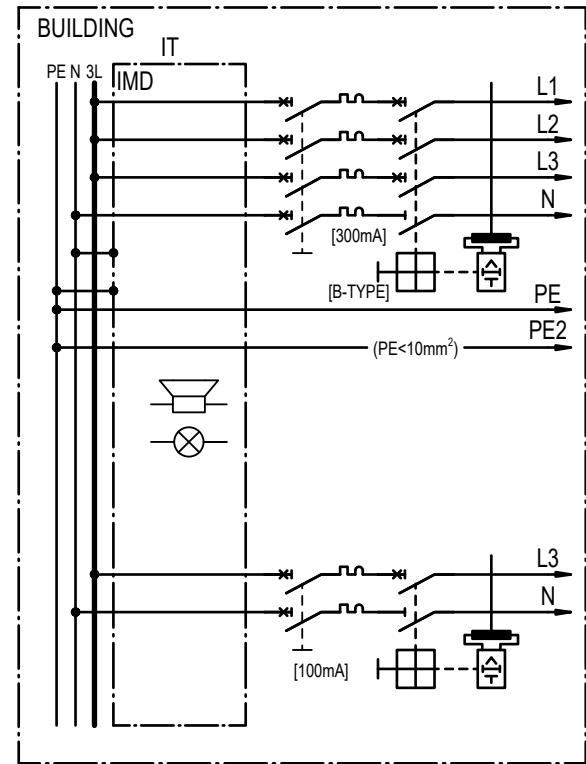 BUILDING
IT
PE N 3L
IMD
L1
L2
L3
N
[300mA]
[B-TYPE]
PE
PE2
(PE<10mm²)
L3
N
[100mA]